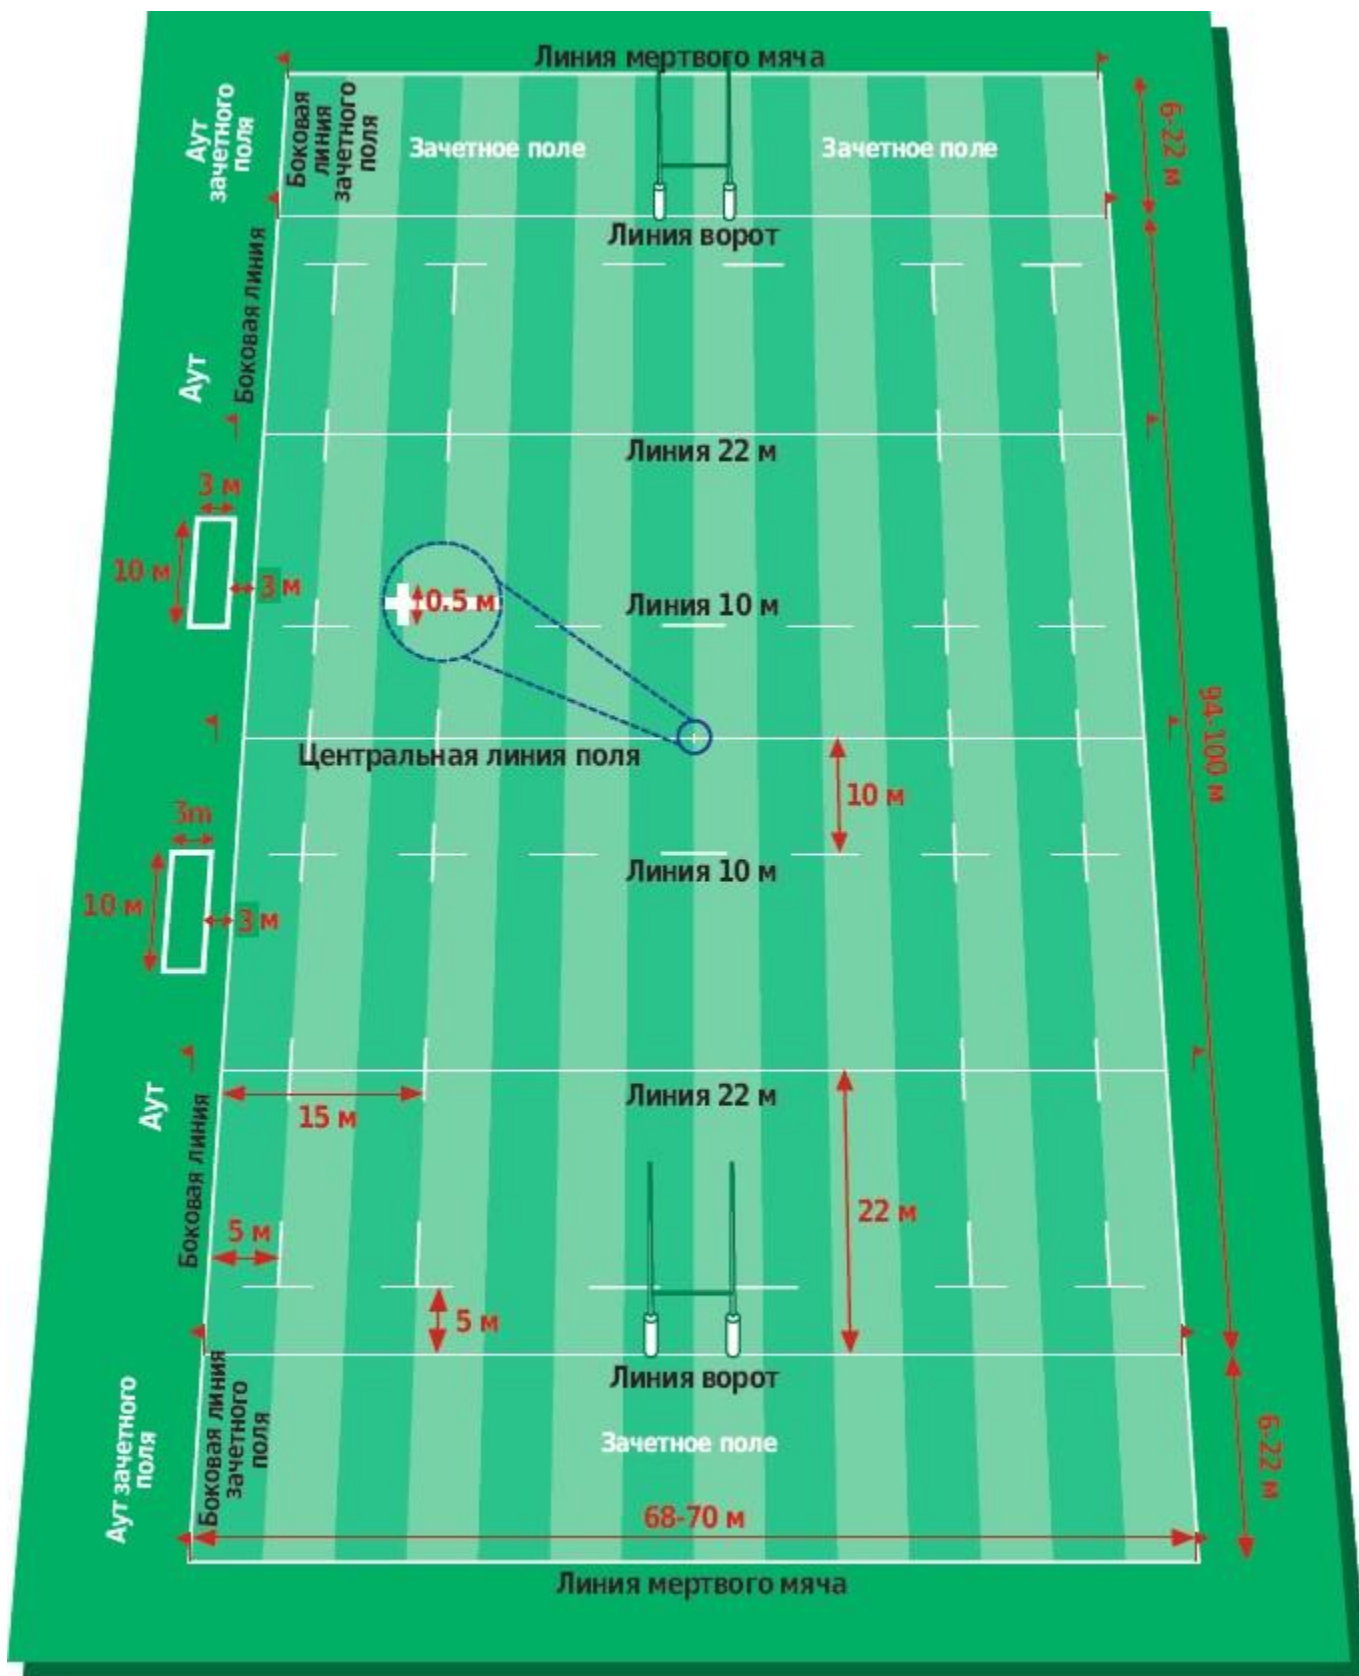 Линия мертвого мяча
Аут
зачетного
поля
Боковая
линия
зачетного
поля
Зачетное поле
Зачетное поле
6-22 м
Линия ворот
Боковая линия
Аут
Линия 22 м
3 м
10 м
3 м
0.5 м
Линия 10 м
94-100 м
Центральная линия поля
10 м
3m
10 м
3 м
Линия 10 м
Аут
Линия 22 м
15 м
Боковая линия
22 м
5 м
5 м
Линия ворот
Аут зачетного
поля
Боковая линия
зачетного
поля
Зачетное поле
6-22 м
68-70 м
Линия мертвого мяча